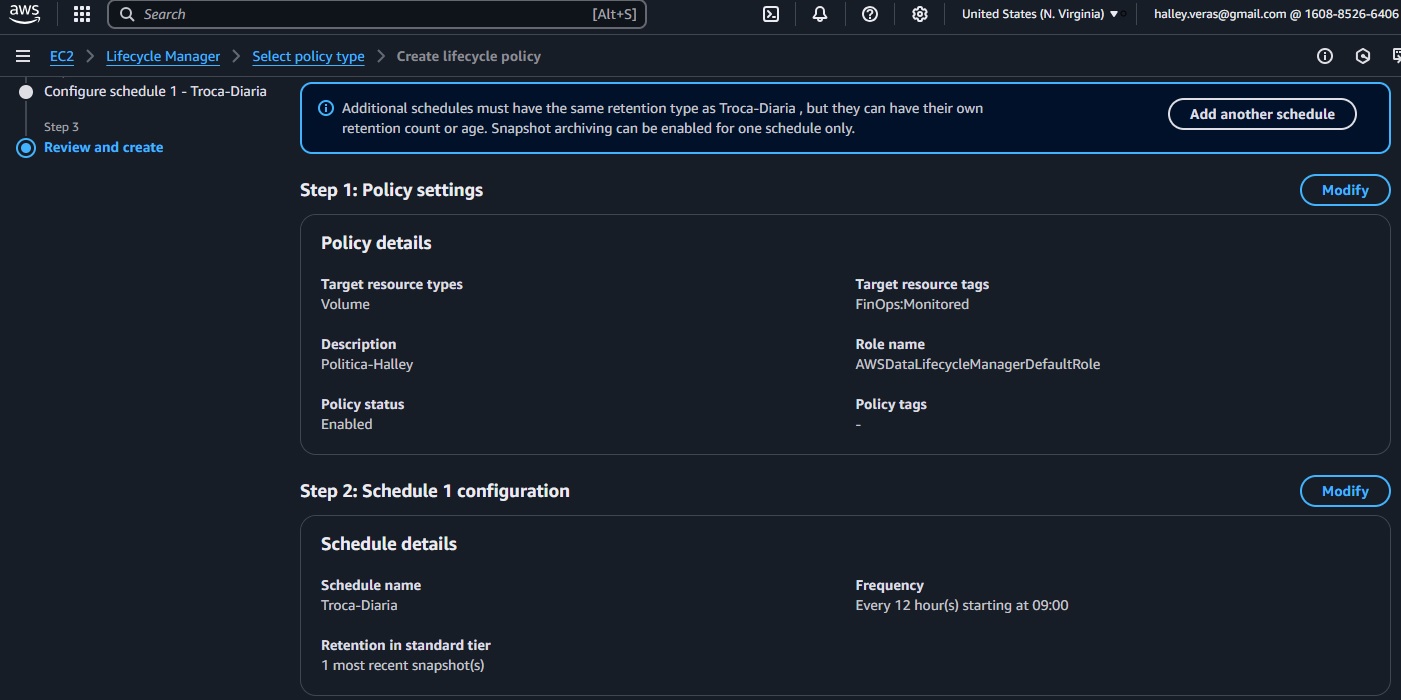 aws
Search [Alt+S]
United States (N. Virginia)
halley.veras@gmail.com @ 1608-8526-6406
EC2 > Lifecycle Manager > Select policy type > Create lifecycle policy
Configure schedule 1 - Troca-Diaria
Step 3
Review and create
Additional schedules must have the same retention type as Troca-Diaria , but they can have their own
retention count or age. Snapshot archiving can be enabled for one schedule only.
Add another schedule
Step 1: Policy settings
Modify
Policy details
Target resource types
Volume
Target resource tags
FinOps:Monitored
Description
Politica-Halley
Role name
AWSDataLifecycleManagerDefaultRole
Policy status
Enabled
Policy tags
-
Step 2: Schedule 1 configuration
Modify
Schedule details
Schedule name
Troca-Diaria
Frequency
Every 12 hour(s) starting at 09:00
Retention in standard tier
1 most recent snapshot(s)